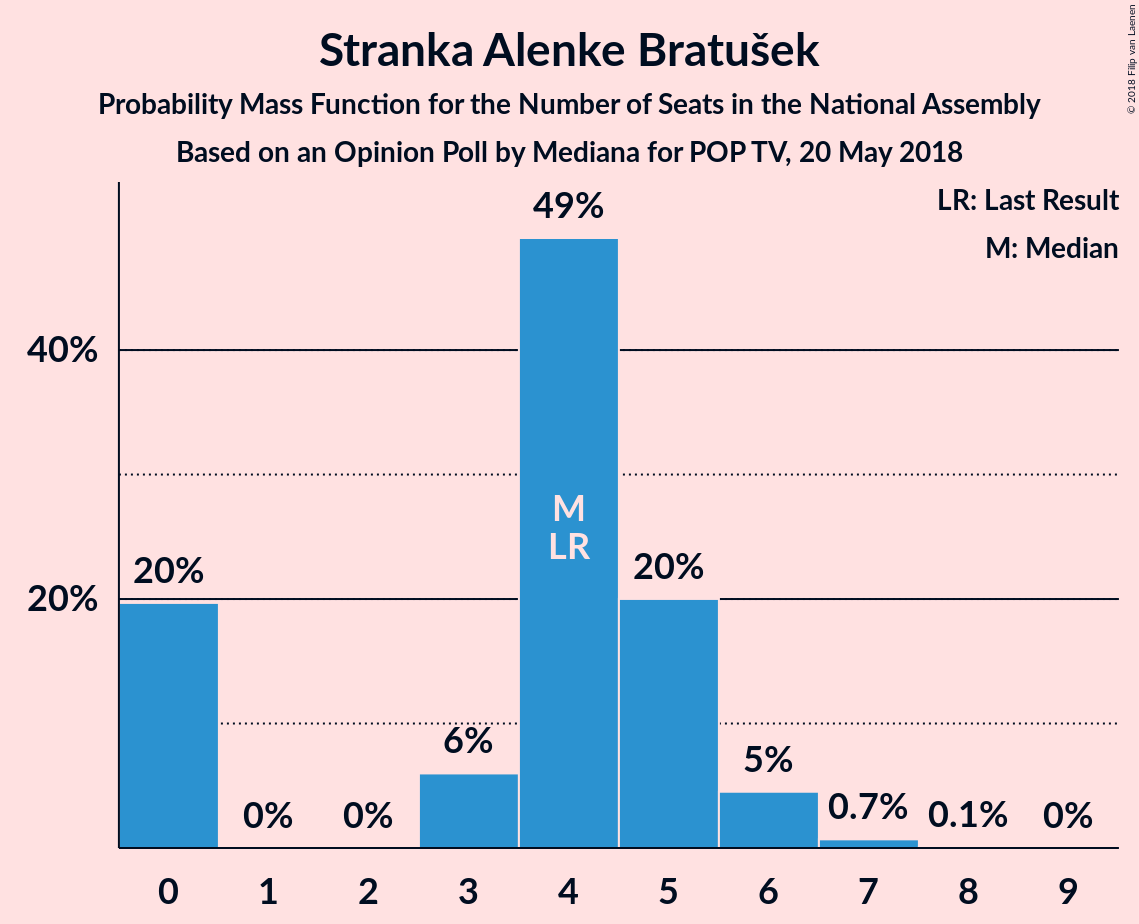 Stranka Alenke Bratušek
Probability Mass Function for the Number of Seats in the National Assembly
Based on an Opinion Poll by Mediana for POP TV, 20 May 2018
© 2018 Filip van Laenen
LR: Last Result
M: Median
49%
40%
M
LR
20%
20%
20%
6%
5%
0%
0%
0.7%
0.1%
0%
0 1 2 3 4 5 6 7 8 9